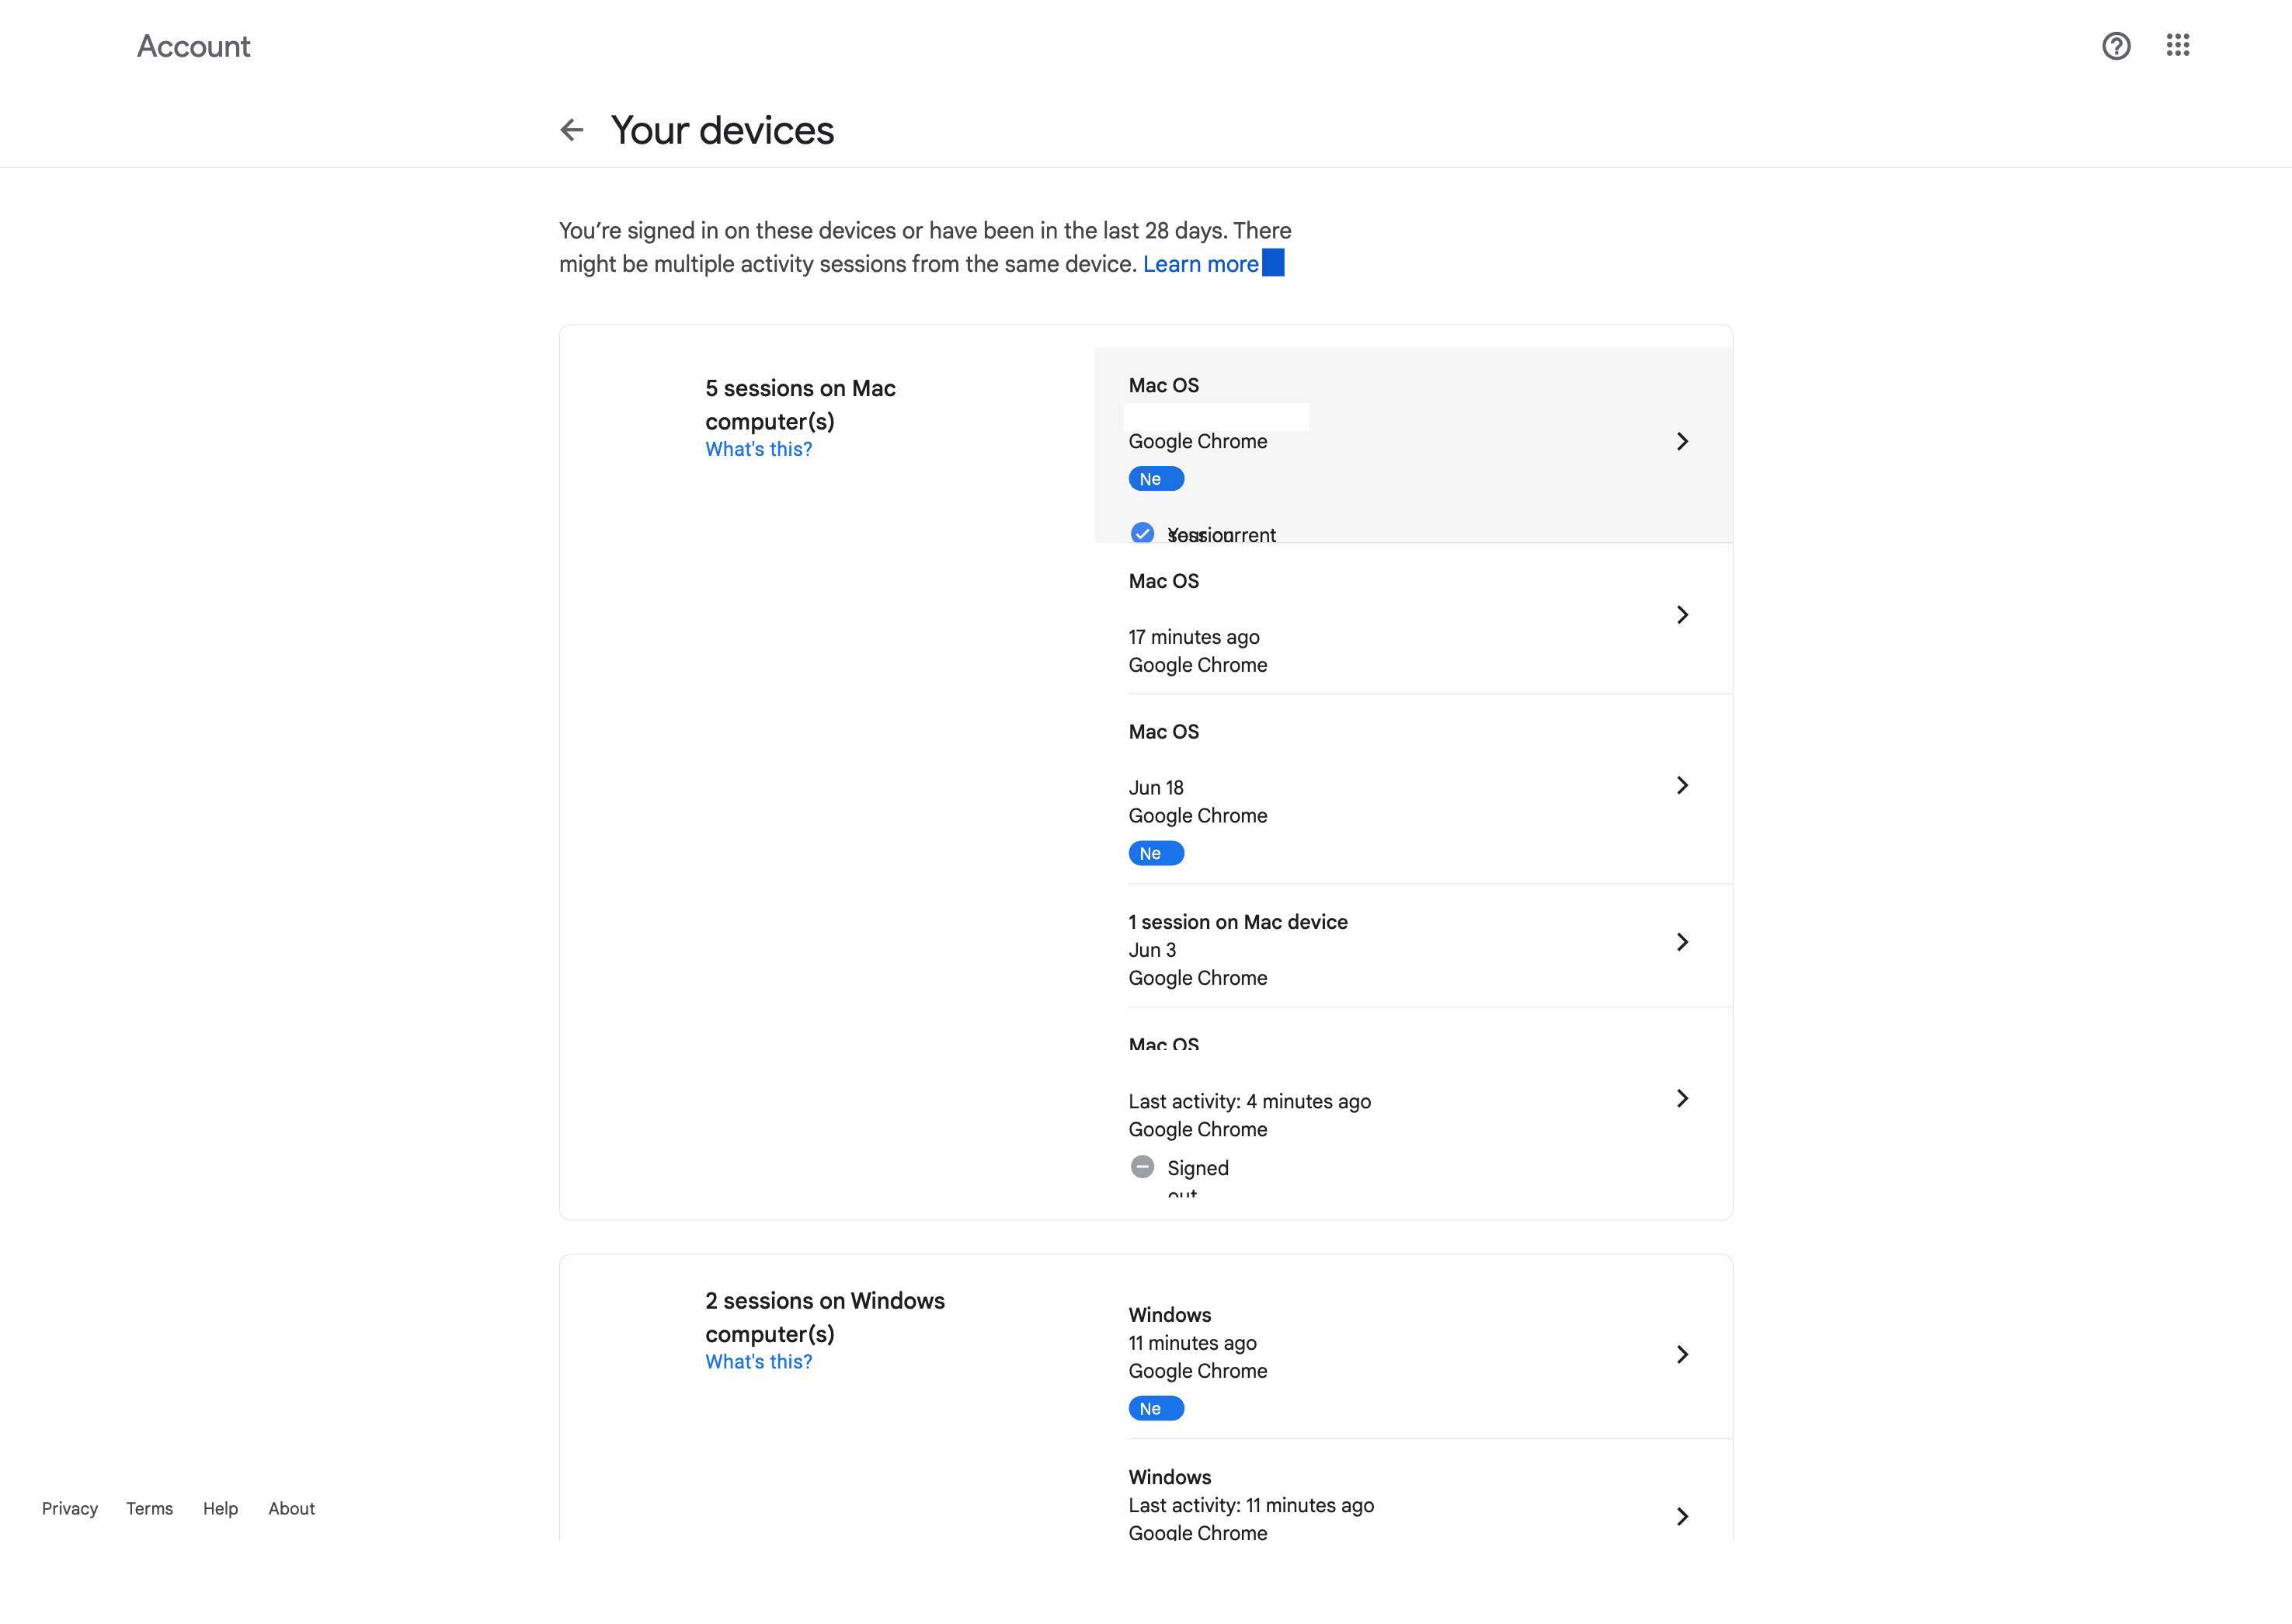 Account
Your devices
You're signed in on these devices or have been in the last 28 days. There
might be multiple activity sessions from the same device. Learn more
5 sessions on Mac
computer(s)
What's this?
Mac OS
Google Chrome
Ne
Your current
session
Mac OS
17 minutes ago
Google Chrome
Mac OS
Jun 18
Google Chrome
Ne
1 session on Mac device
Jun 3
Google Chrome
Mac OS
Last activity: 4 minutes ago
Google Chrome
Signed
out
2 sessions on Windows
computer(s)
What's this?
Windows
11 minutes ago
Google Chrome
Ne
Windows
Last activity: 11 minutes ago
Google Chrome
Privacy Terms Help About